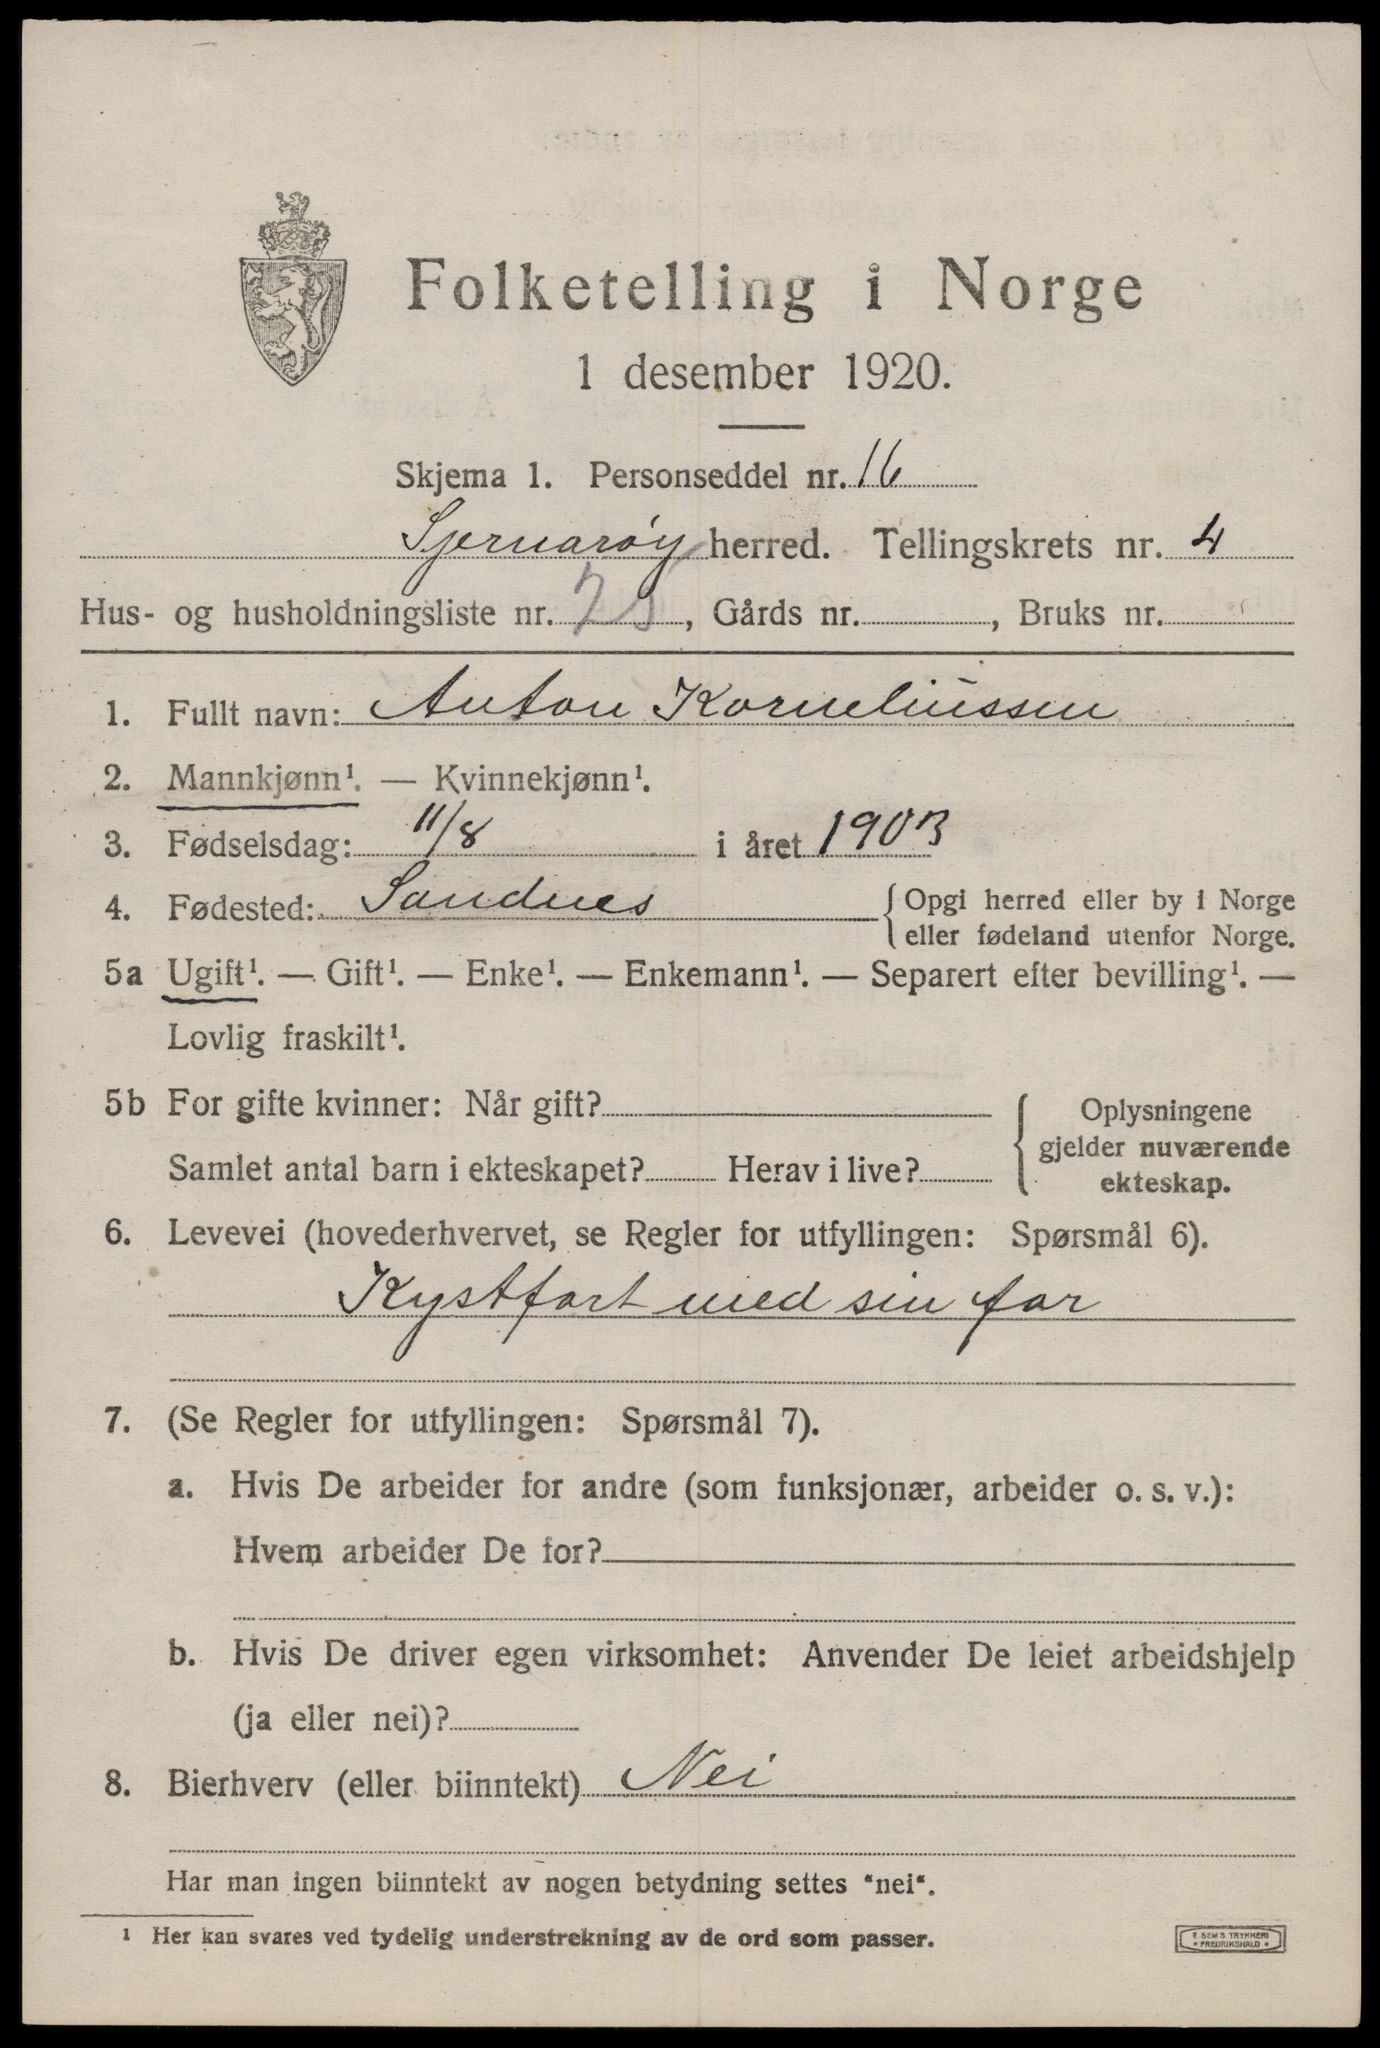 Folketelling i Norge
1 desember 1920.
Skjema 1. Personseddel nr. 16
Sjernarøy herred. Tellingskrets nr. 4
Hus- og husholdningsliste nr. 25, Gårds nr. , Bruks nr.
1. Fullt navn: Anton Korneliussen
2. Mannkjønn¹. — Kvinnekjønn¹.
3. Fødselsdag: 11/8 i året 1903
4. Fødested: Sandnes { Opgi herred eller by i Norge
eller fødeland utenfor Norge.
5a Ugift¹. — Gift¹. — Enke¹. — Enkemann¹. — Separert efter bevilling¹. —
Lovlig fraskilt¹.
5b For gifte kvinner: Når gift?
Samlet antal barn i ekteskapet? Herav i live?
Oplysningene
gjelder nuværende
ekteskap.
6. Levevei (hovederhvervet, se Regler for utfyllingen: Spørsmål 6).
Kystfart med sin far
7. (Se Regler for utfyllingen: Spørsmål 7).
a. Hvis De arbeider for andre (som funksjonær, arbeider o. s. v.):
Hvem arbeider De for?
b. Hvis De driver egen virksomhet: Anvender De leiet arbeidshjelp
(ja eller nei)?
8. Bierhverv (eller biinntekt) Nei
Har man ingen biinntekt av nogen betydning settes "nei".
¹ Her kan svares ved tydelig understrekning av de ord som passer.
E. SEM S. TRYKKERI
* FREDRIKSHALD *